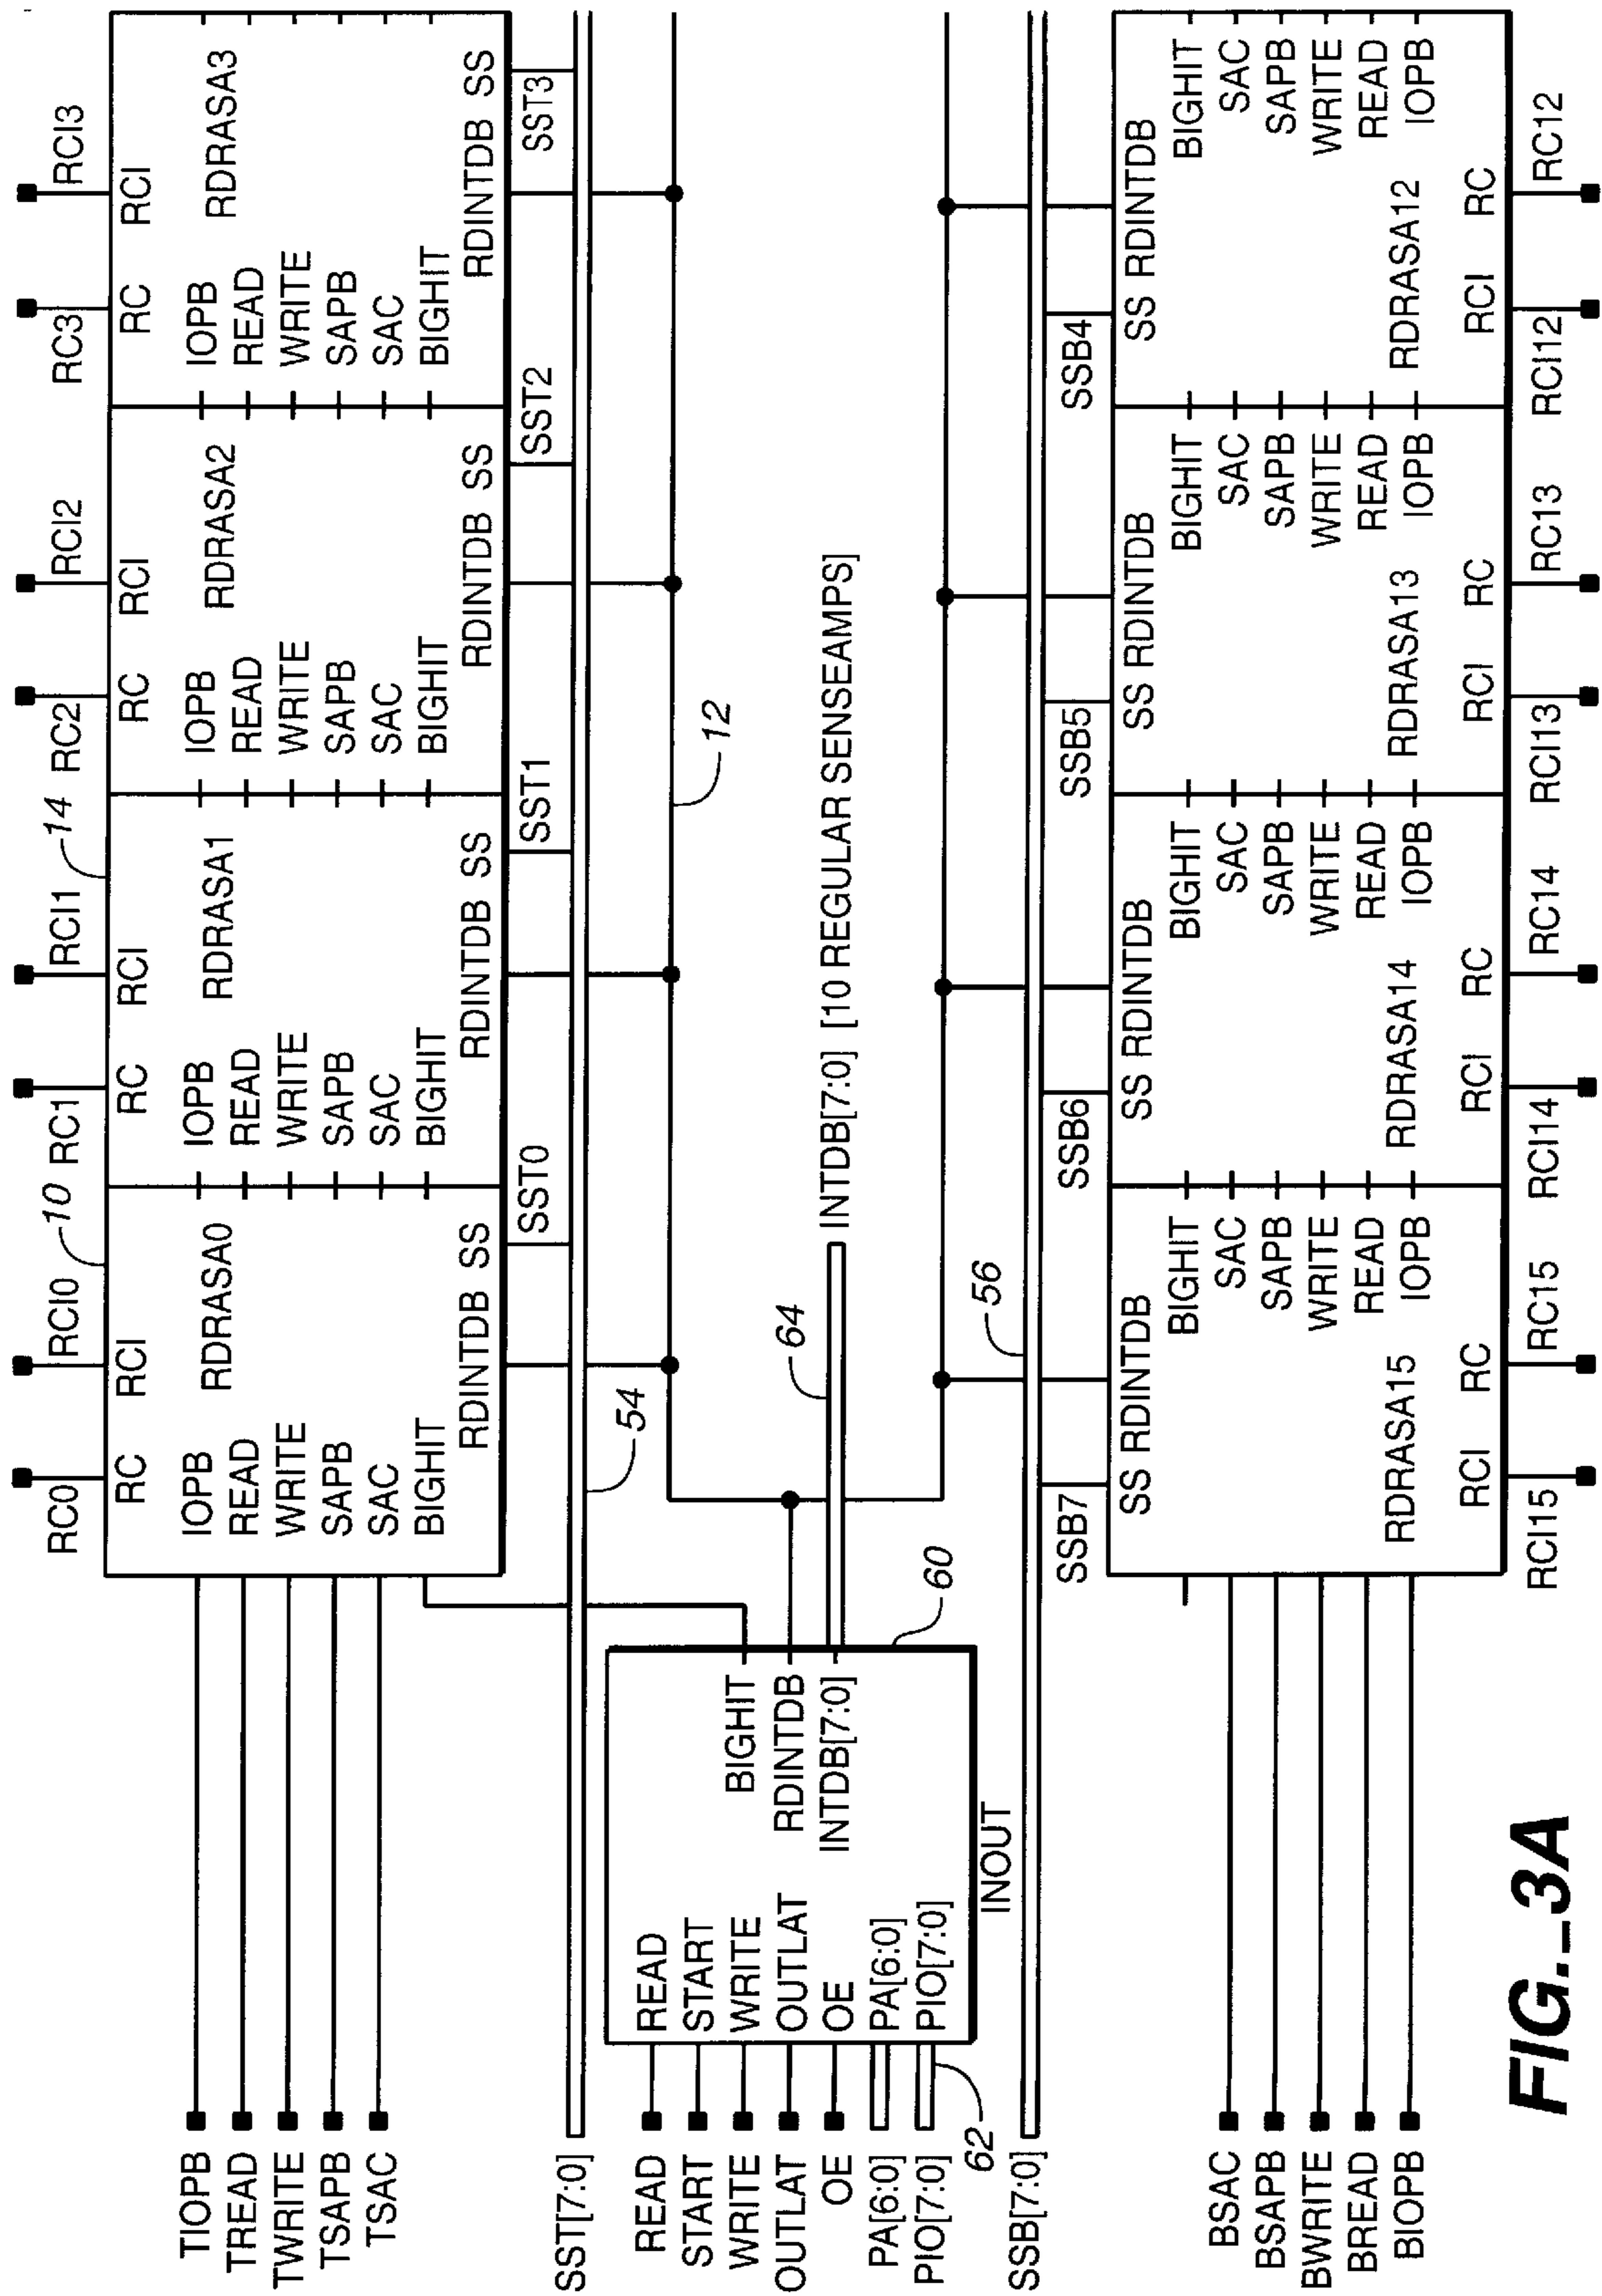 RC0 RCI0 10 RC1 RCI1 14 RC2 RCI2 RC3 RCI3
RC RCI RC RCI RC RCI RC RCI
TIOPB IOPB RDRASA0 IOPB RDRASA1 IOPB RDRASA2 IOPB RDRASA3
TREAD READ READ READ READ
TWRITE WRITE WRITE WRITE WRITE
TSAPB SAPB SAPB SAPB SAPB
TSAC SAC SAC SAC SAC
BIGHIT BIGHIT BIGHIT BIGHIT
RDINTDB SS RDINTDB SS RDINTDB SS RDINTDB SS
SST0 SST1 SST2 SST3
SST[7:0] 54
READ READ
START START 12
WRITE WRITE BIGHIT
OUTLAT OUTLAT RDINTDB 64
OE OE INTDB[7:0] INTDB[7:0] [10 REGULAR SENSEAMPS]
PA[6:0] PA[6:0]
PIO[7:0] PIO[7:0] 60
62 INOUT 56
SSB[7:0]
SSB7 SSB6 SSB5 SSB4
SS RDINTDB SS RDINTDB SS RDINTDB SS RDINTDB
BIGHIT BIGHIT BIGHIT BIGHIT
BSAC SAC SAC SAC SAC
BSAPB SAPB SAPB SAPB SAPB
BWRITE WRITE WRITE WRITE WRITE
BREAD READ READ READ READ
BIOPB RDRASA15 IOPB RDRASA14 IOPB RDRASA13 IOPB RDRASA12 IOPB
RCI RC RCI RC RCI RC RCI RC
RCI15 RC15 RCI14 RC14 RCI13 RC13 RCI12 RC12
FIG._3A